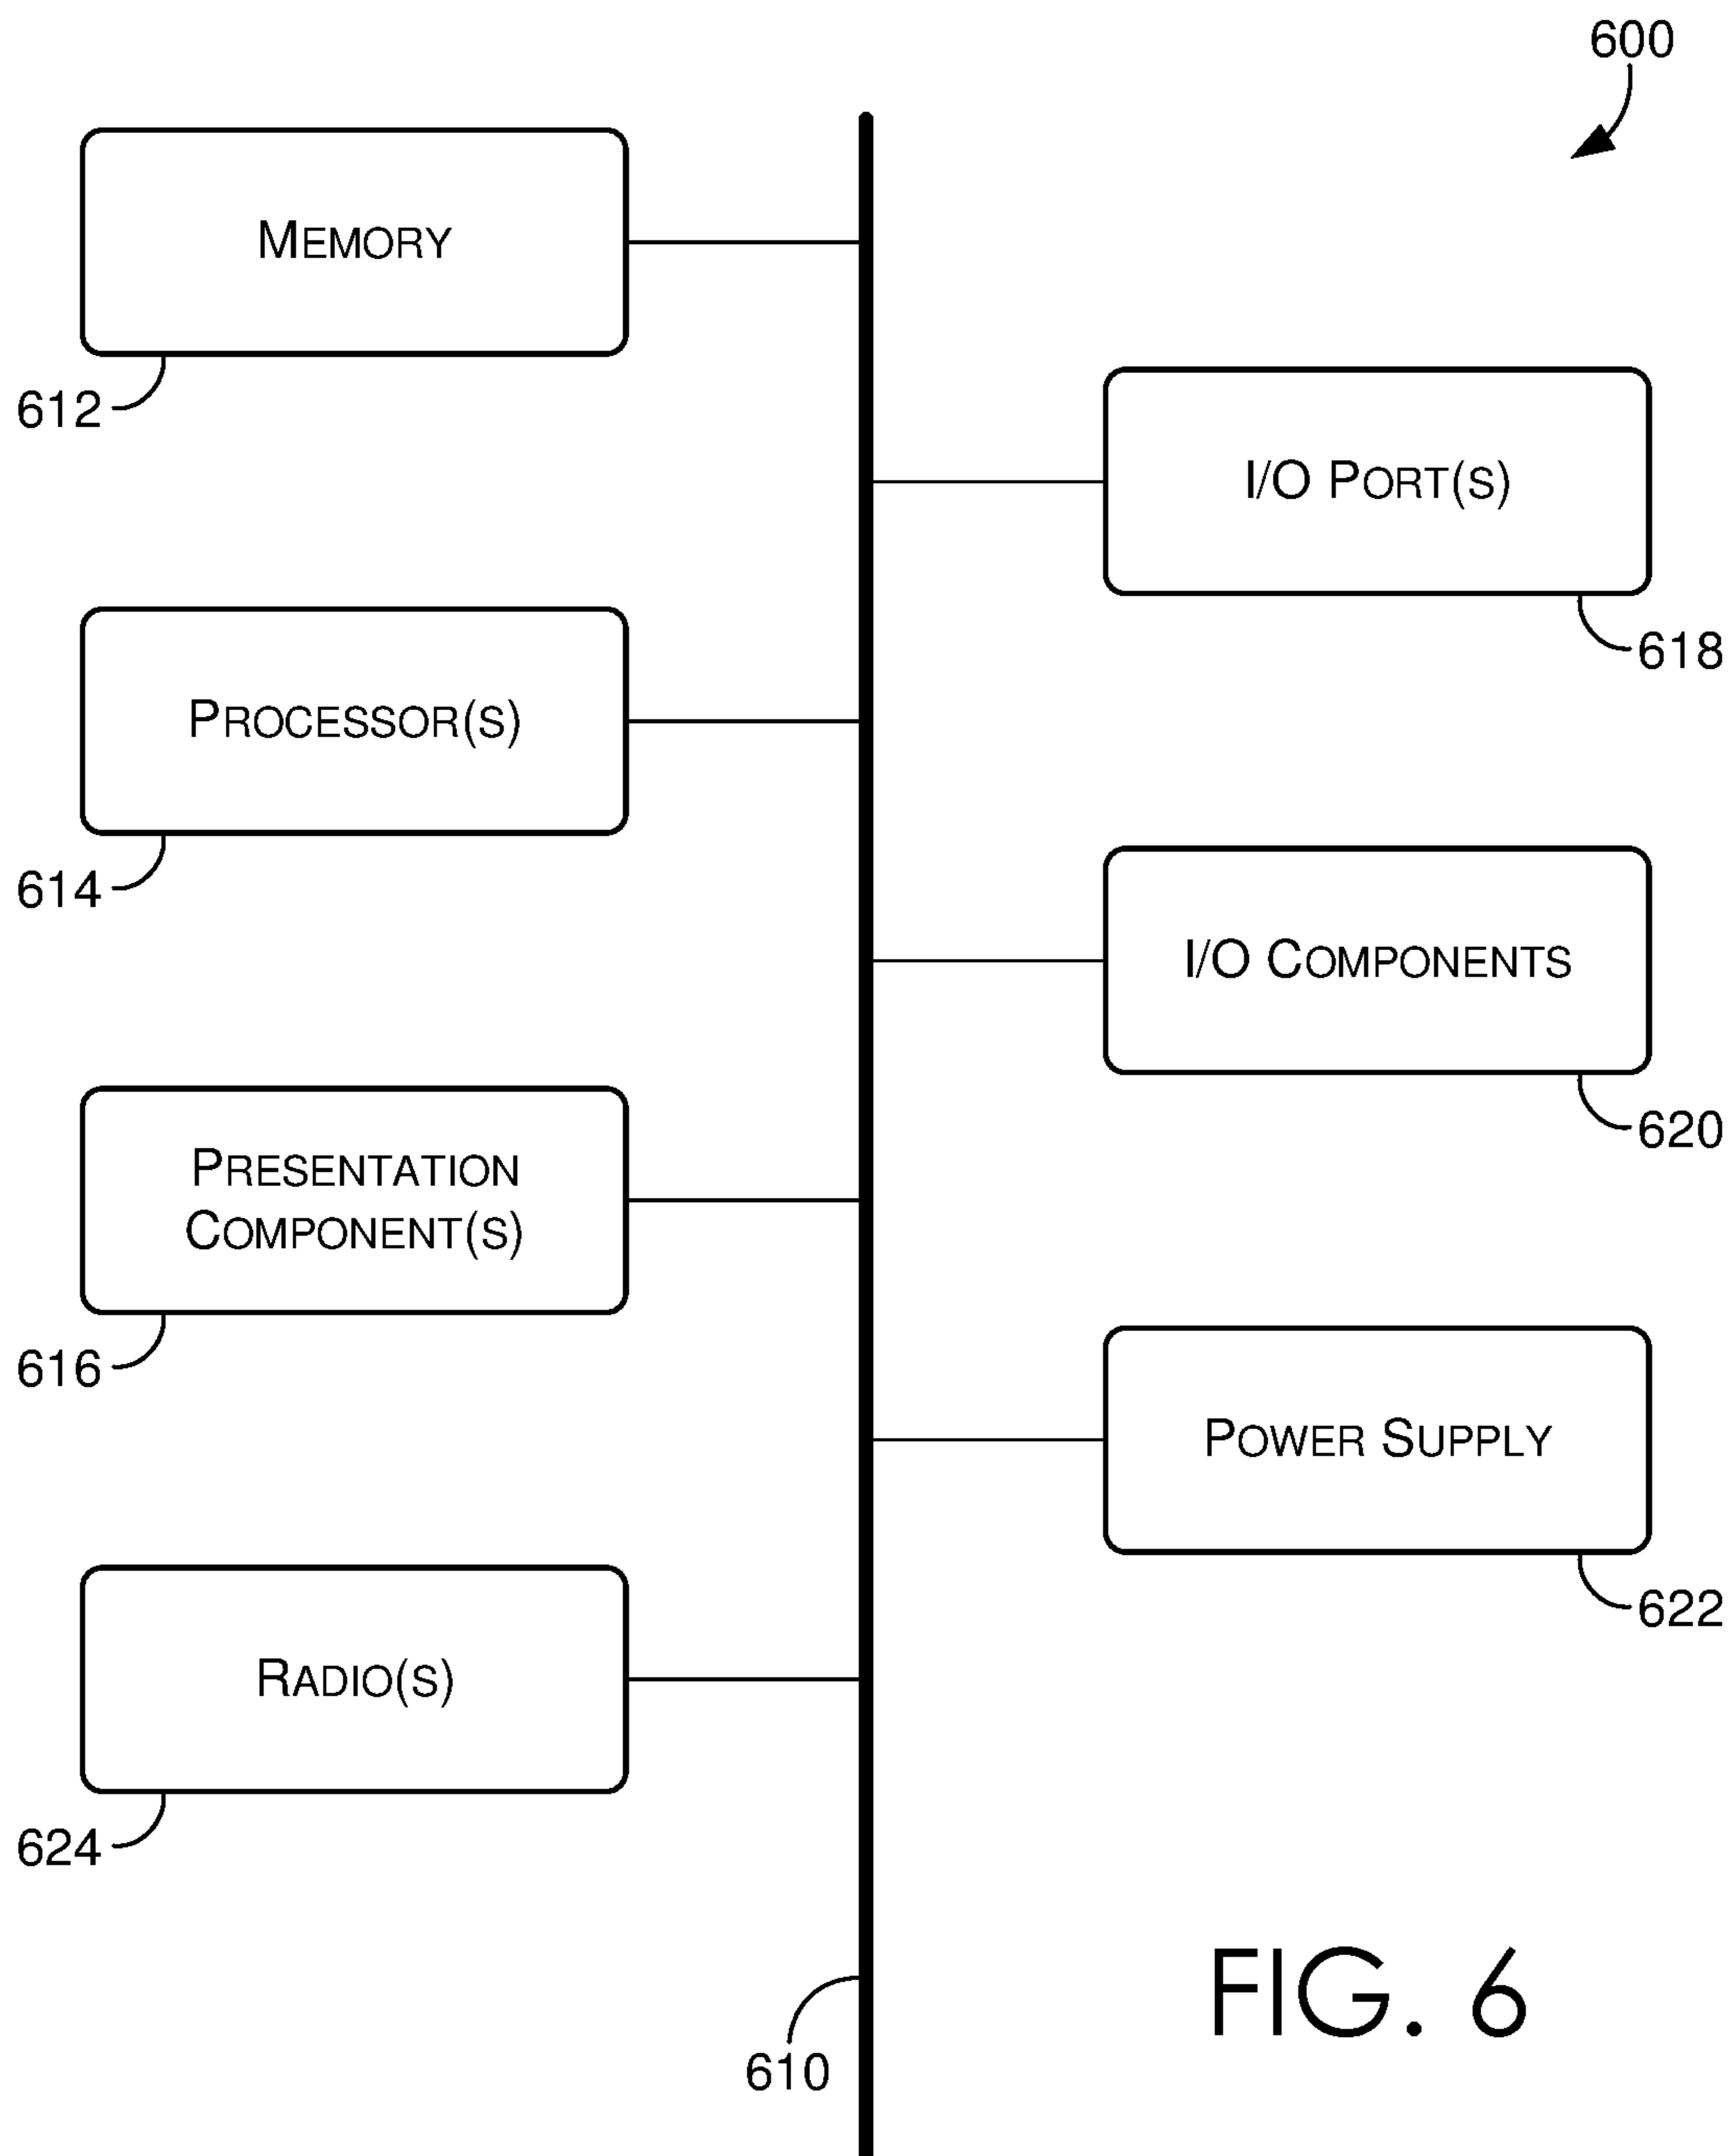 600
MEMORY
612
I/O PORT(S)
618
PROCESSOR(S)
614
I/O COMPONENTS
620
PRESENTATION
COMPONENT(S)
616
POWER SUPPLY
622
RADIO(S)
624
610
FIG. 6